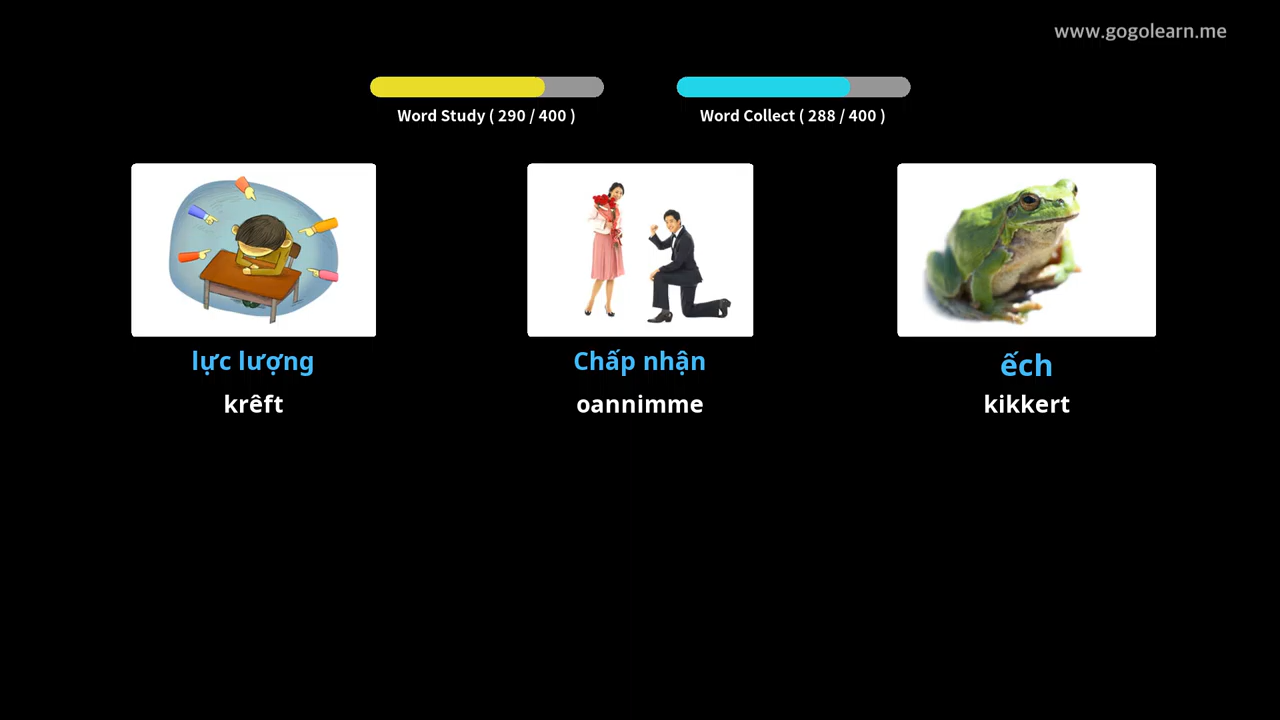 www.gogolearn.me
Word Study ( 290 / 400 )
Word Collect ( 288 / 400 )
lực lượng
Chấp nhận
ếch
krêft
oannimme
kikkert